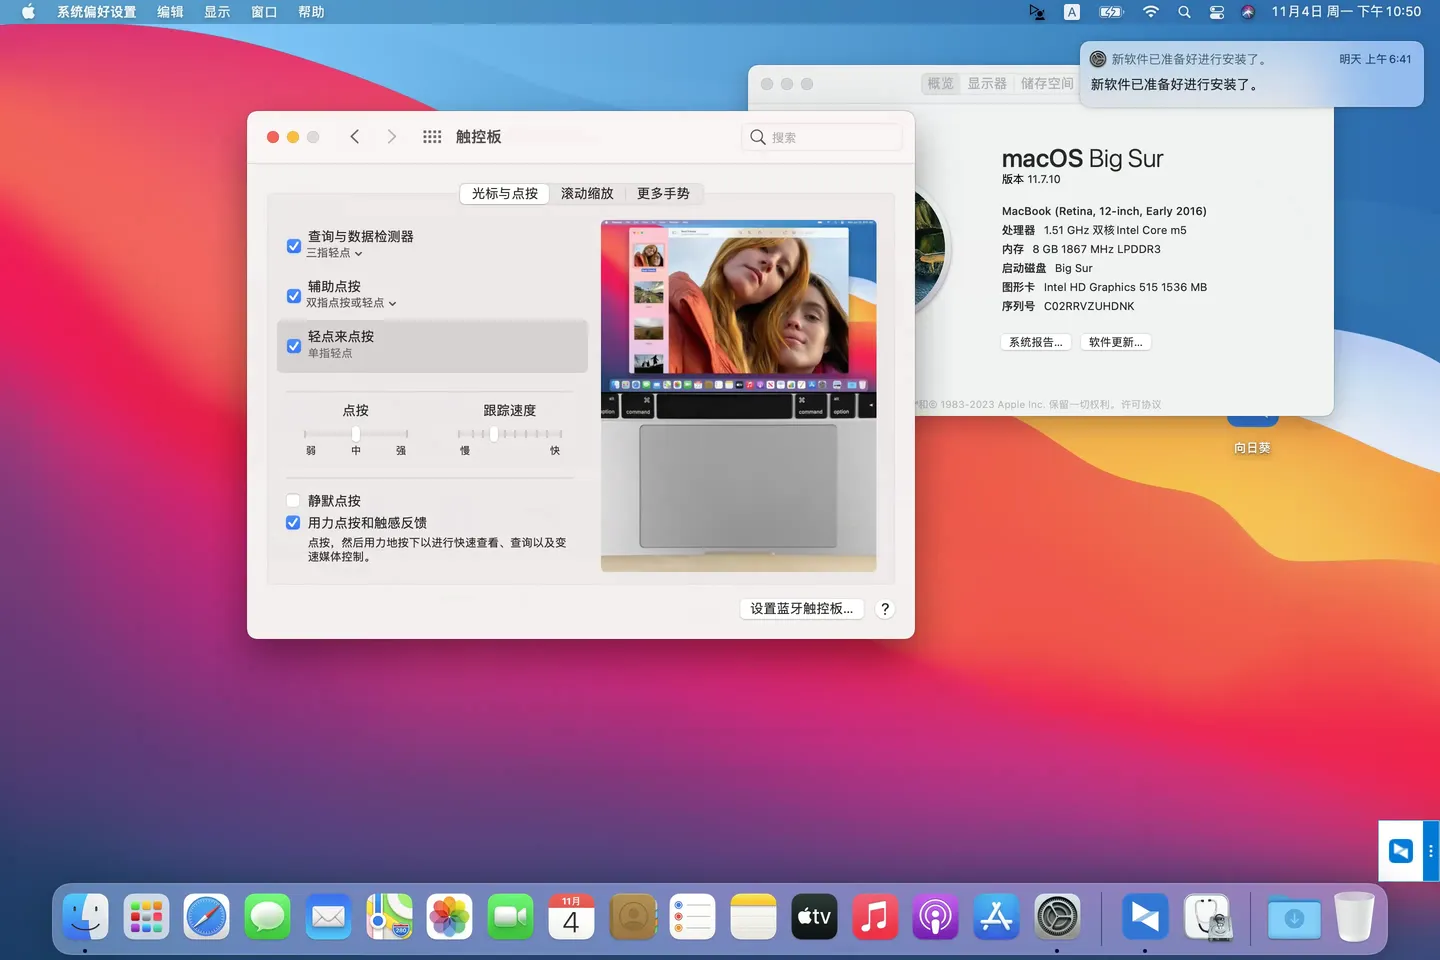 系统偏好设置 编辑 显示 窗口 帮助
A
11月4日 周一 下午10:50
新软件已准备好进行安装了。 明天 上午6:41
新软件已准备好进行安装了。
概览 显示器 储存空间
macOS Big Sur
版本 11.7.10
MacBook (Retina, 12-inch, Early 2016)
处理器 1.51 GHz 双核Intel Core m5
内存 8 GB 1867 MHz LPDDR3
启动磁盘 Big Sur
图形卡 Intel HD Graphics 515 1536 MB
序列号 C02RRVZUHDNK
系统报告... 软件更新...
和© 1983-2023 Apple Inc. 保留一切权利。许可协议
向日葵
触控板
搜索
光标与点按 滚动缩放 更多手势
查询与数据检测器
三指轻点
辅助点按
双指点按或轻点
轻点来点按
单指轻点
点按 跟踪速度
弱 中 强 慢 快
静默点按
用力点按和触感反馈
点按，然后用力地按下以进行快速查看、查询以及变
速媒体控制。
command
command
option
设置蓝牙触控板... ?
11月
4
280
tv